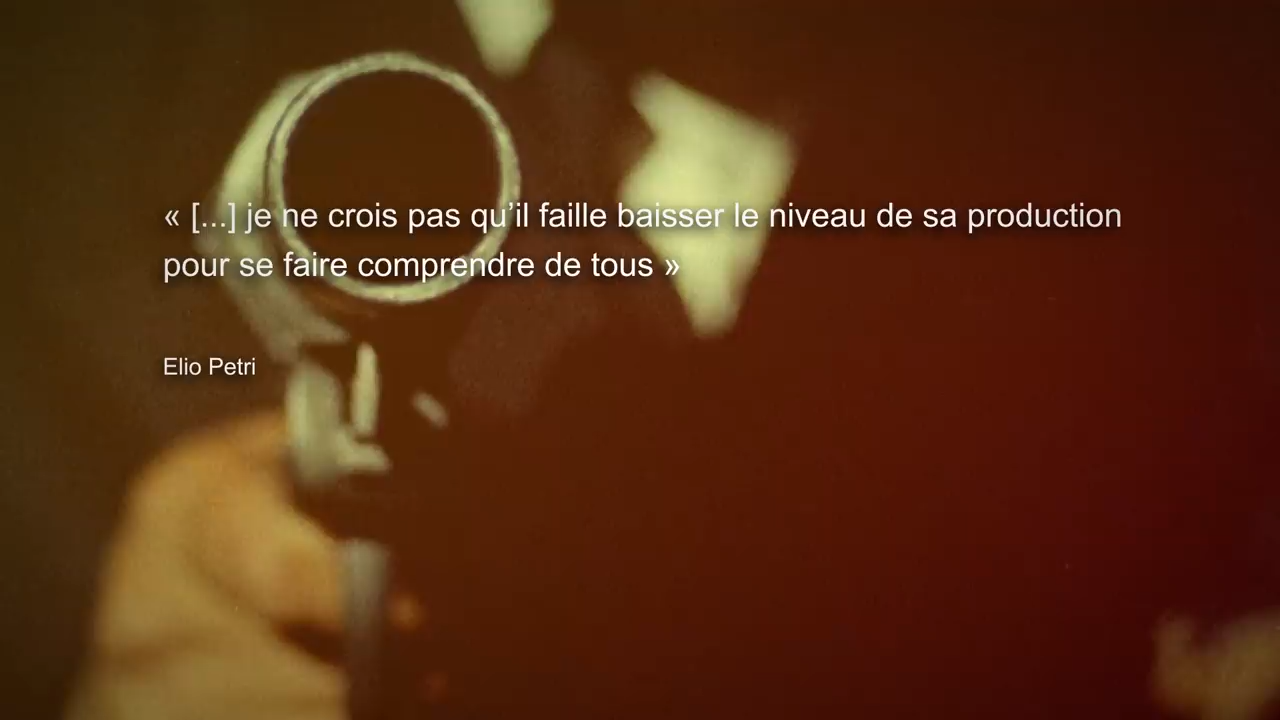 « [...] je ne crois pas qu’il faille baisser le niveau de sa production
pour se faire comprendre de tous »
Elio Petri